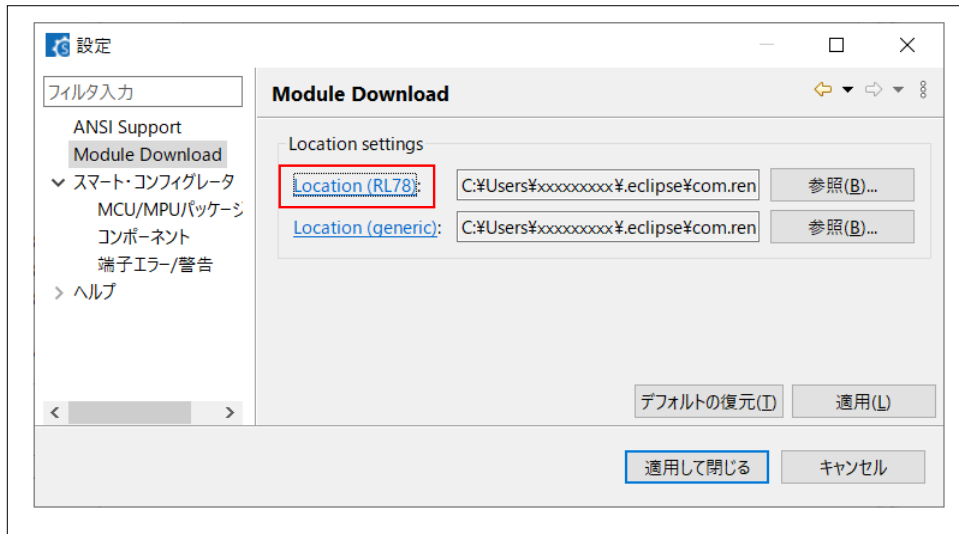 設定
フィルタ入力
ANSI Support
Module Download
スマート・コンフィグレータ
MCU/MPUパッケージ
コンポーネント
端子エラー/警告
ヘルプ
Module Download
Location settings
Location (RL78): C:¥Users¥xxxxxxxxx¥.eclipse¥com.ren 参照(B)...
Location (generic): C:¥Users¥xxxxxxxxx¥.eclipse¥com.ren 参照(B)...
デフォルトの復元(T) 適用(L)
適用して閉じる キャンセル